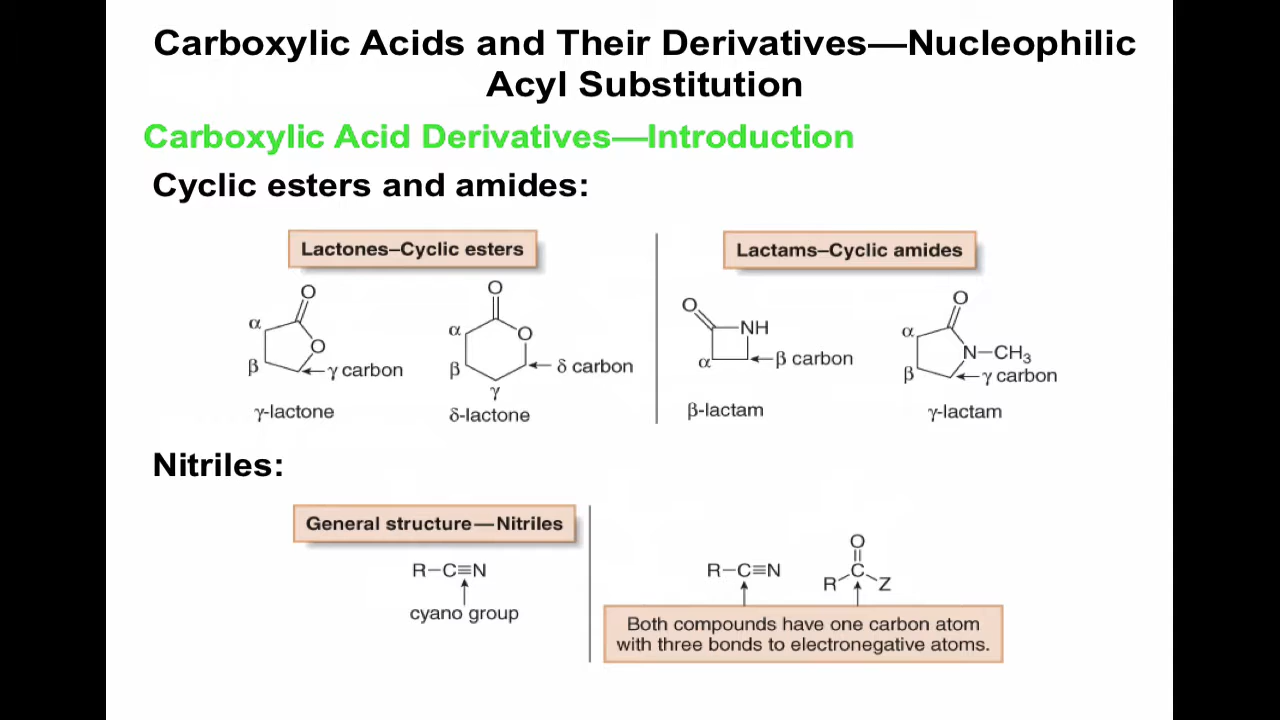 Carboxylic Acids and Their Derivatives—Nucleophilic
Acyl Substitution
Carboxylic Acid Derivatives—Introduction
Cyclic esters and amides:
Lactones–Cyclic esters
O
α
O
β
γ carbon
γ-lactone
O
α
O
β
δ carbon
γ
δ-lactone
Lactams–Cyclic amides
O
NH
α
β carbon
β-lactam
O
α
N–CH₃
β
γ carbon
γ-lactam
Nitriles:
General structure—Nitriles
R–C≡N
cyano group
R–C≡N
O
C
R
Z
Both compounds have one carbon atom
with three bonds to electronegative atoms.